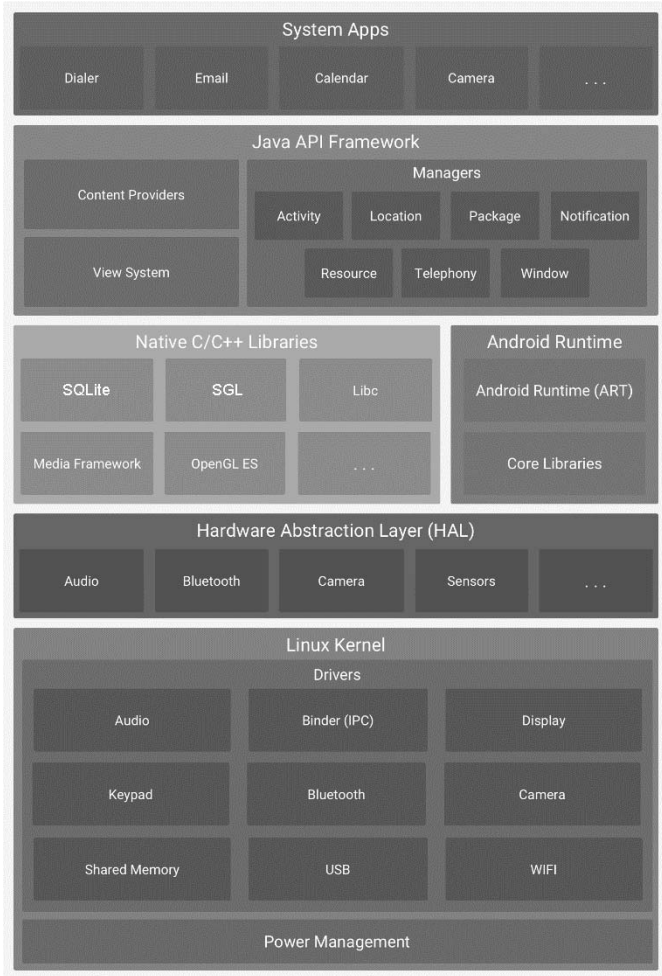 System Apps
Dialer
Email
Calendar
Camera
. . .
Java API Framework
Content Providers
View System
Managers
Activity
Location
Package
Notification
Resource
Telephony
Window
Native C/C++ Libraries
SQLite
SGL
Libc
Media Framework
OpenGL ES
. . .
Android Runtime
Android Runtime (ART)
Core Libraries
Hardware Abstraction Layer (HAL)
Audio
Bluetooth
Camera
Sensors
. . .
Linux Kernel
Drivers
Audio
Binder (IPC)
Display
Keypad
Bluetooth
Camera
Shared Memory
USB
WIFI
Power Management